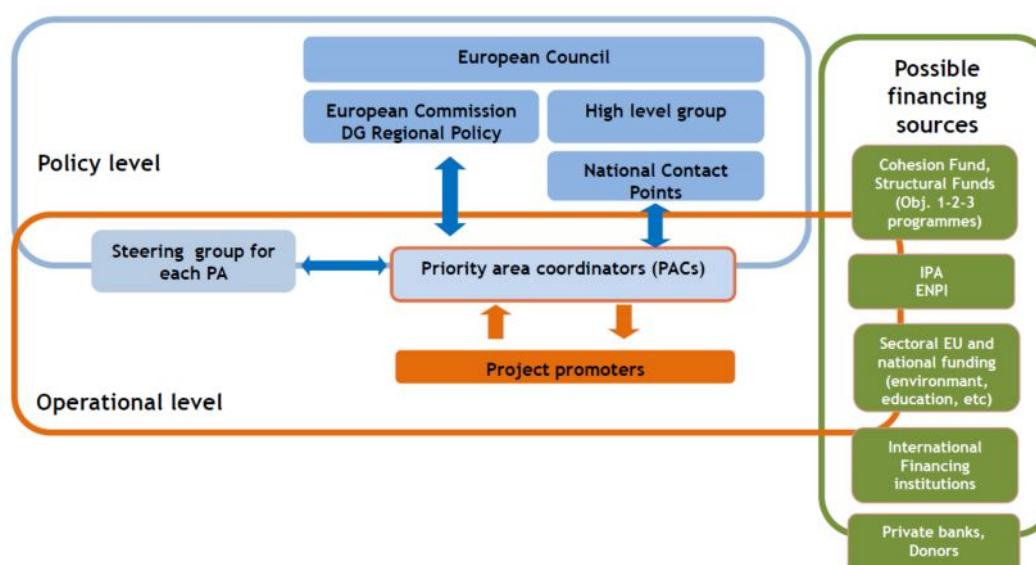 European Council
European Commission
DG Regional Policy
High level group
National Contact
Points
Policy level
Steering group for
each PA
Priority area coordinators (PACs)
Project promoters
Operational level
Possible
financing
sources
Cohesion Fund,
Structural Funds
(Obj. 1-2-3
programmes)
IPA
ENPI
Sectoral EU and
national funding
(environmant,
education, etc)
International
Financing
institutions
Private banks,
Donors